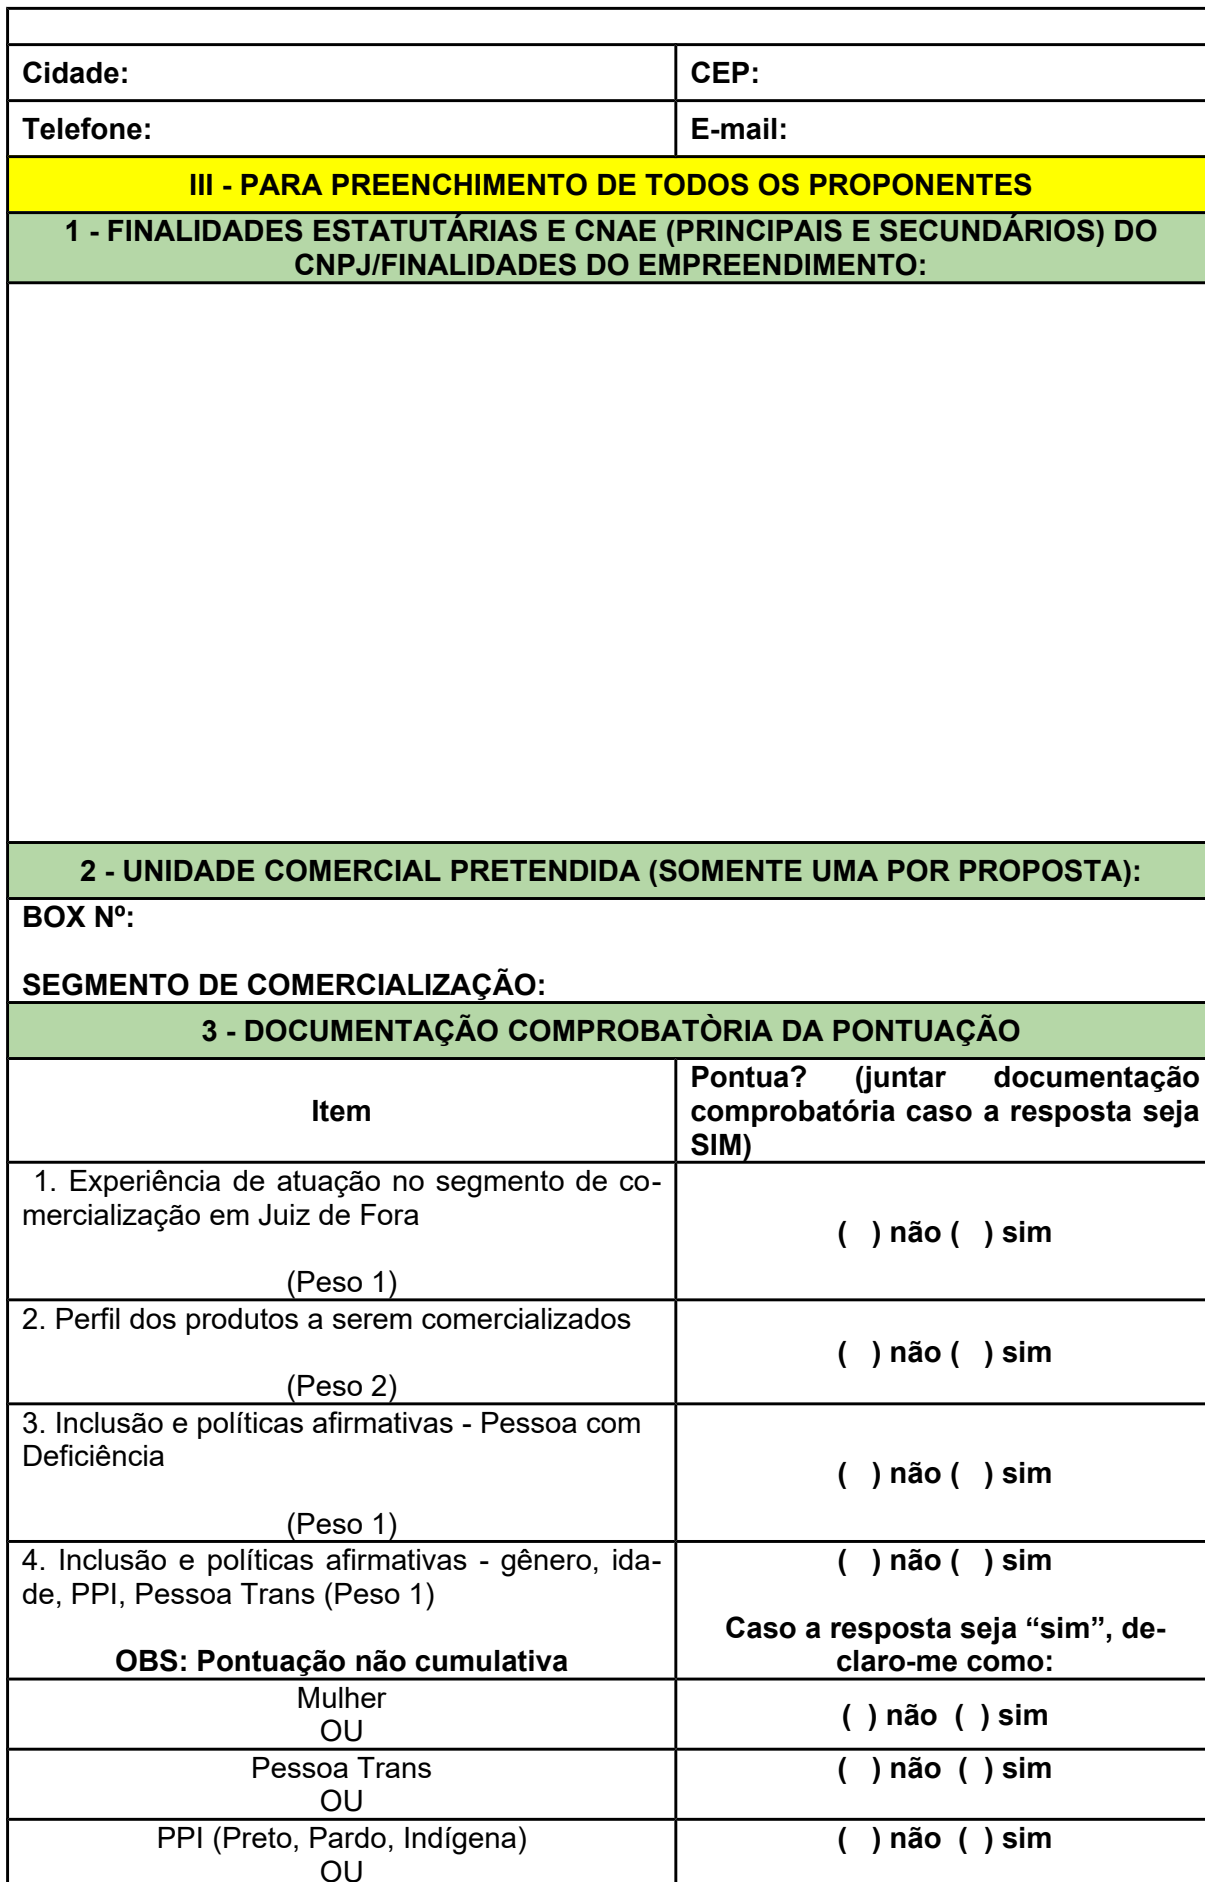 Cidade: CEP:
Telefone: E-mail:
III - PARA PREENCHIMENTO DE TODOS OS PROPONENTES
1 - FINALIDADES ESTATUTÁRIAS E CNAE (PRINCIPAIS E SECUNDÁRIOS) DO
CNPJ/FINALIDADES DO EMPREENDIMENTO:
2 - UNIDADE COMERCIAL PRETENDIDA (SOMENTE UMA POR PROPOSTA):
BOX Nº:
SEGMENTO DE COMERCIALIZAÇÃO:
3 - DOCUMENTAÇÃO COMPROBATÒRIA DA PONTUAÇÃO
Item
Pontua? (juntar documentação
comprobatória caso a resposta seja
SIM)
1. Experiência de atuação no segmento de co-
mercialização em Juiz de Fora
(Peso 1)
( ) não ( ) sim
2. Perfil dos produtos a serem comercializados
(Peso 2)
( ) não ( ) sim
3. Inclusão e políticas afirmativas - Pessoa com
Deficiência
(Peso 1)
( ) não ( ) sim
4. Inclusão e políticas afirmativas - gênero, ida-
de, PPI, Pessoa Trans (Peso 1)
OBS: Pontuação não cumulativa
( ) não ( ) sim
Caso a resposta seja “sim”, de-
claro-me como:
Mulher
OU
( ) não ( ) sim
Pessoa Trans
OU
( ) não ( ) sim
PPI (Preto, Pardo, Indígena)
OU
( ) não ( ) sim